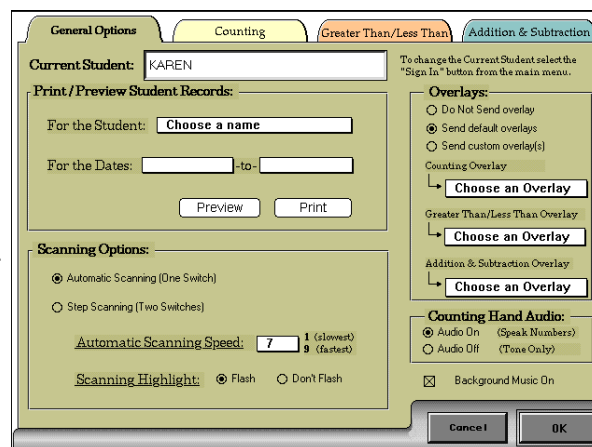 General Options
Counting
Greater Than/Less Than
Addition & Subtraction
Current Student: KAREN
To change the Current Student select the
"Sign In" button from the main menu.
Print / Preview Student Records:
For the Student: Choose a name
For the Dates: -to-
Preview Print
Scanning Options:
Automatic Scanning (One Switch)
Step Scanning (Two Switches)
Automatic Scanning Speed: 7 1 (slowest)
9 (fastest)
Scanning Highlight: Flash Don't Flash
Overlays:
Do Not Send overlay
Send default overlays
Send custom overlay(s)
Counting Overlay
Choose an Overlay
Greater Than/Less Than Overlay
Choose an Overlay
Addition & Subtraction Overlay
Choose an Overlay
Counting Hand Audio:
Audio On (Speak Numbers)
Audio Off (Tone Only)
Background Music On
Cancel OK